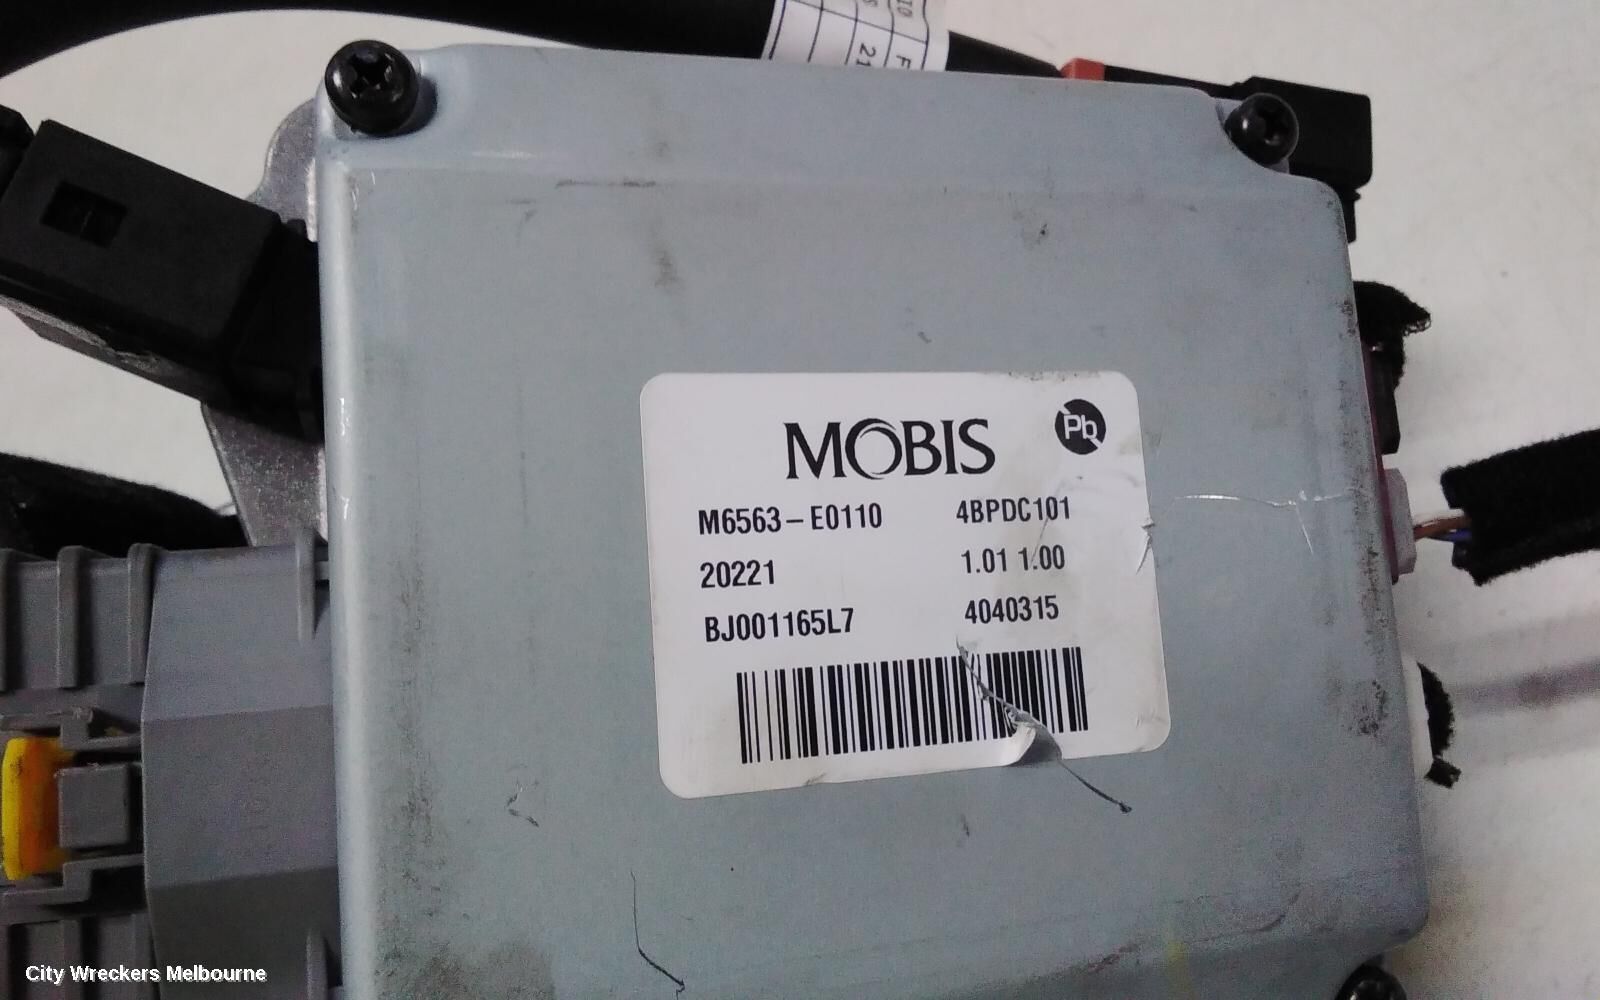 MOBIS
Pb
M6563-E0110 4BPDC101
20221 1.01 1.00
BJ001165L7 4040315
City Wreckers Melbourne